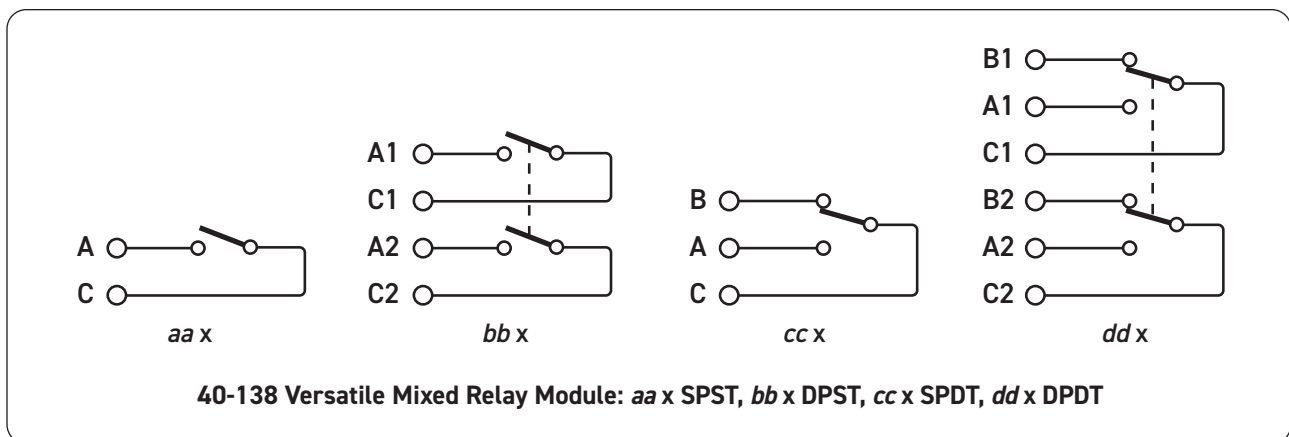 A
C
aa x
A1
C1
A2
C2
bb x
B
A
C
cc x
B1
A1
C1
B2
A2
C2
dd x
40-138 Versatile Mixed Relay Module: aa x SPST, bb x DPST, cc x SPDT, dd x DPDT